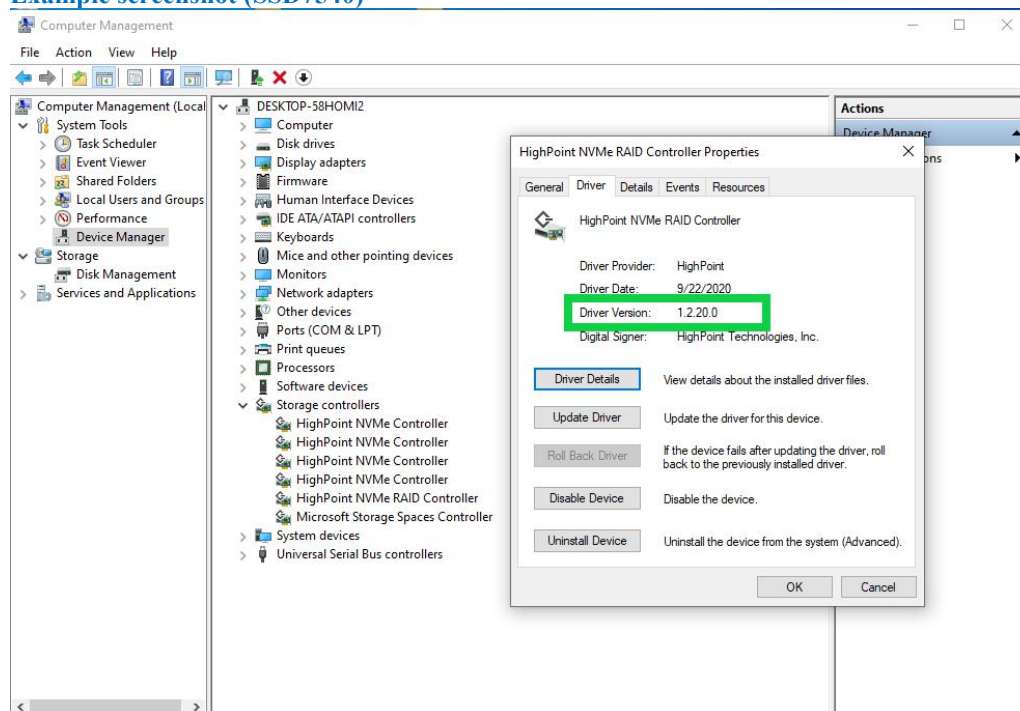 Example screenshot (SSD7540)
Computer Management
File Action View Help
Computer Management (Local
System Tools
Task Scheduler
Event Viewer
Shared Folders
Local Users and Groups
Performance
Device Manager
Storage
Disk Management
Services and Applications
DESKTOP-58HOMI2
Computer
Disk drives
Display adapters
Firmware
Human Interface Devices
IDE ATA/ATAPI controllers
Keyboards
Mice and other pointing devices
Monitors
Network adapters
Other devices
Ports (COM & LPT)
Print queues
Processors
Software devices
Storage controllers
HighPoint NVMe Controller
HighPoint NVMe Controller
HighPoint NVMe Controller
HighPoint NVMe Controller
HighPoint NVMe RAID Controller
Microsoft Storage Spaces Controller
System devices
Universal Serial Bus controllers
Actions
Device Manager
ons
HighPoint NVMe RAID Controller Properties
General Driver Details Events Resources
HighPoint NVMe RAID Controller
Driver Provider: HighPoint
Driver Date: 9/22/2020
Driver Version: 1.2.20.0
Digital Signer: HighPoint Technologies, Inc.
Driver Details View details about the installed driver files.
Update Driver Update the driver for this device.
Roll Back Driver If the device fails after updating the driver, roll
back to the previously installed driver.
Disable Device Disable the device.
Uninstall Device Uninstall the device from the system (Advanced).
OK Cancel